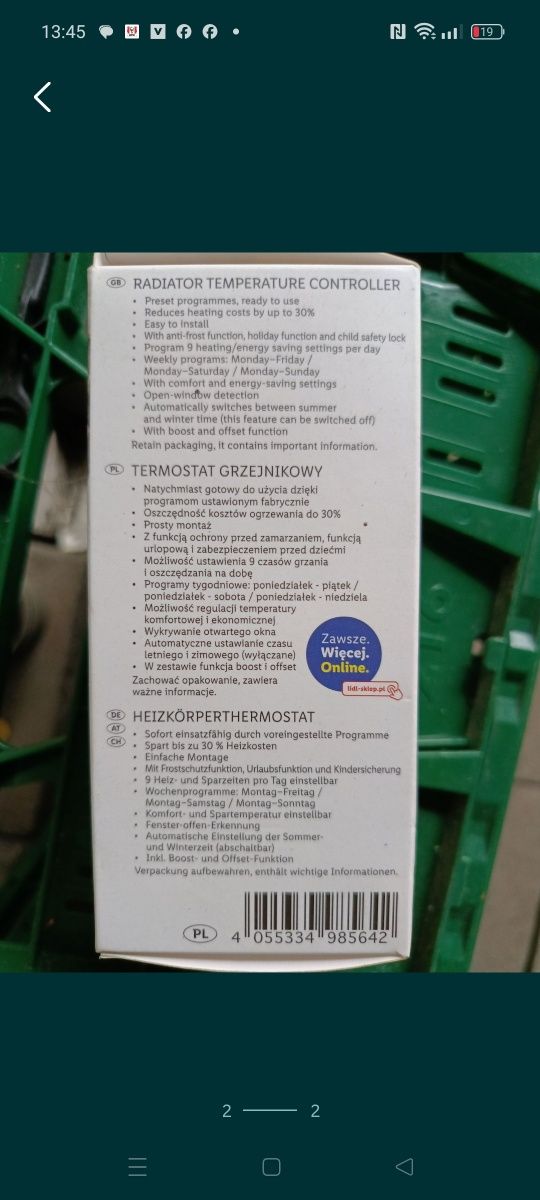 13:45
19
GB RADIATOR TEMPERATURE CONTROLLER
• Preset programmes, ready to use
• Reduces heating costs by up to 30%
• Easy to install
• With anti-frost function, holiday function and child safety lock
• Program 9 heating/energy saving settings per day
• Weekly programs: Monday–Friday /
Monday–Saturday / Monday–Sunday
• With comfort and energy-saving settings
• Open-window detection
• Automatically switches between summer
and winter time (this feature can be switched off)
• With boost and offset function
Retain packaging, it contains important information.
PL TERMOSTAT GRZEJNIKOWY
• Natychmiast gotowy do użycia dzięki
programom ustawionym fabrycznie
• Oszczędność kosztów ogrzewania do 30%
• Prosty montaż
• Z funkcją ochrony przed zamarzaniem, funkcją
urlopową i zabezpieczeniem przed dziećmi
• Możliwość ustawienia 9 czasów grzania
i oszczędzania na dobę
• Programy tygodniowe: poniedziałek - piątek /
poniedziałek - sobota / poniedziałek - niedziela
• Możliwość regulacji temperatury
komfortowej i ekonomicznej
• Wykrywanie otwartego okna
• Automatyczne ustawianie czasu
letniego i zimowego (wyłączane)
• W zestawie funkcja boost i offset
Zachować opakowanie, zawiera
ważne informacje.
Zawsze.
Więcej.
Online.
lidl-sklep.pl
DE AT CH HEIZKÖRPERTHERMOSTAT
• Sofort einsatzfähig durch voreingestellte Programme
• Spart bis zu 30 % Heizkosten
• Einfache Montage
• Mit Frostschutzfunktion, Urlaubsfunktion und Kindersicherung
• 9 Heiz- und Sparzeiten pro Tag einstellbar
• Wochenprogramme: Montag–Freitag /
Montag–Samstag / Montag–Sonntag
• Komfort- und Spartemperatur einstellbar
• Fenster-offen-Erkennung
• Automatische Einstellung der Sommer-
und Winterzeit (abschaltbar)
• Inkl. Boost- und Offset-Funktion
Verpackung aufbewahren, enthält wichtige Informationen.
PL
4 055334 985642
2 2